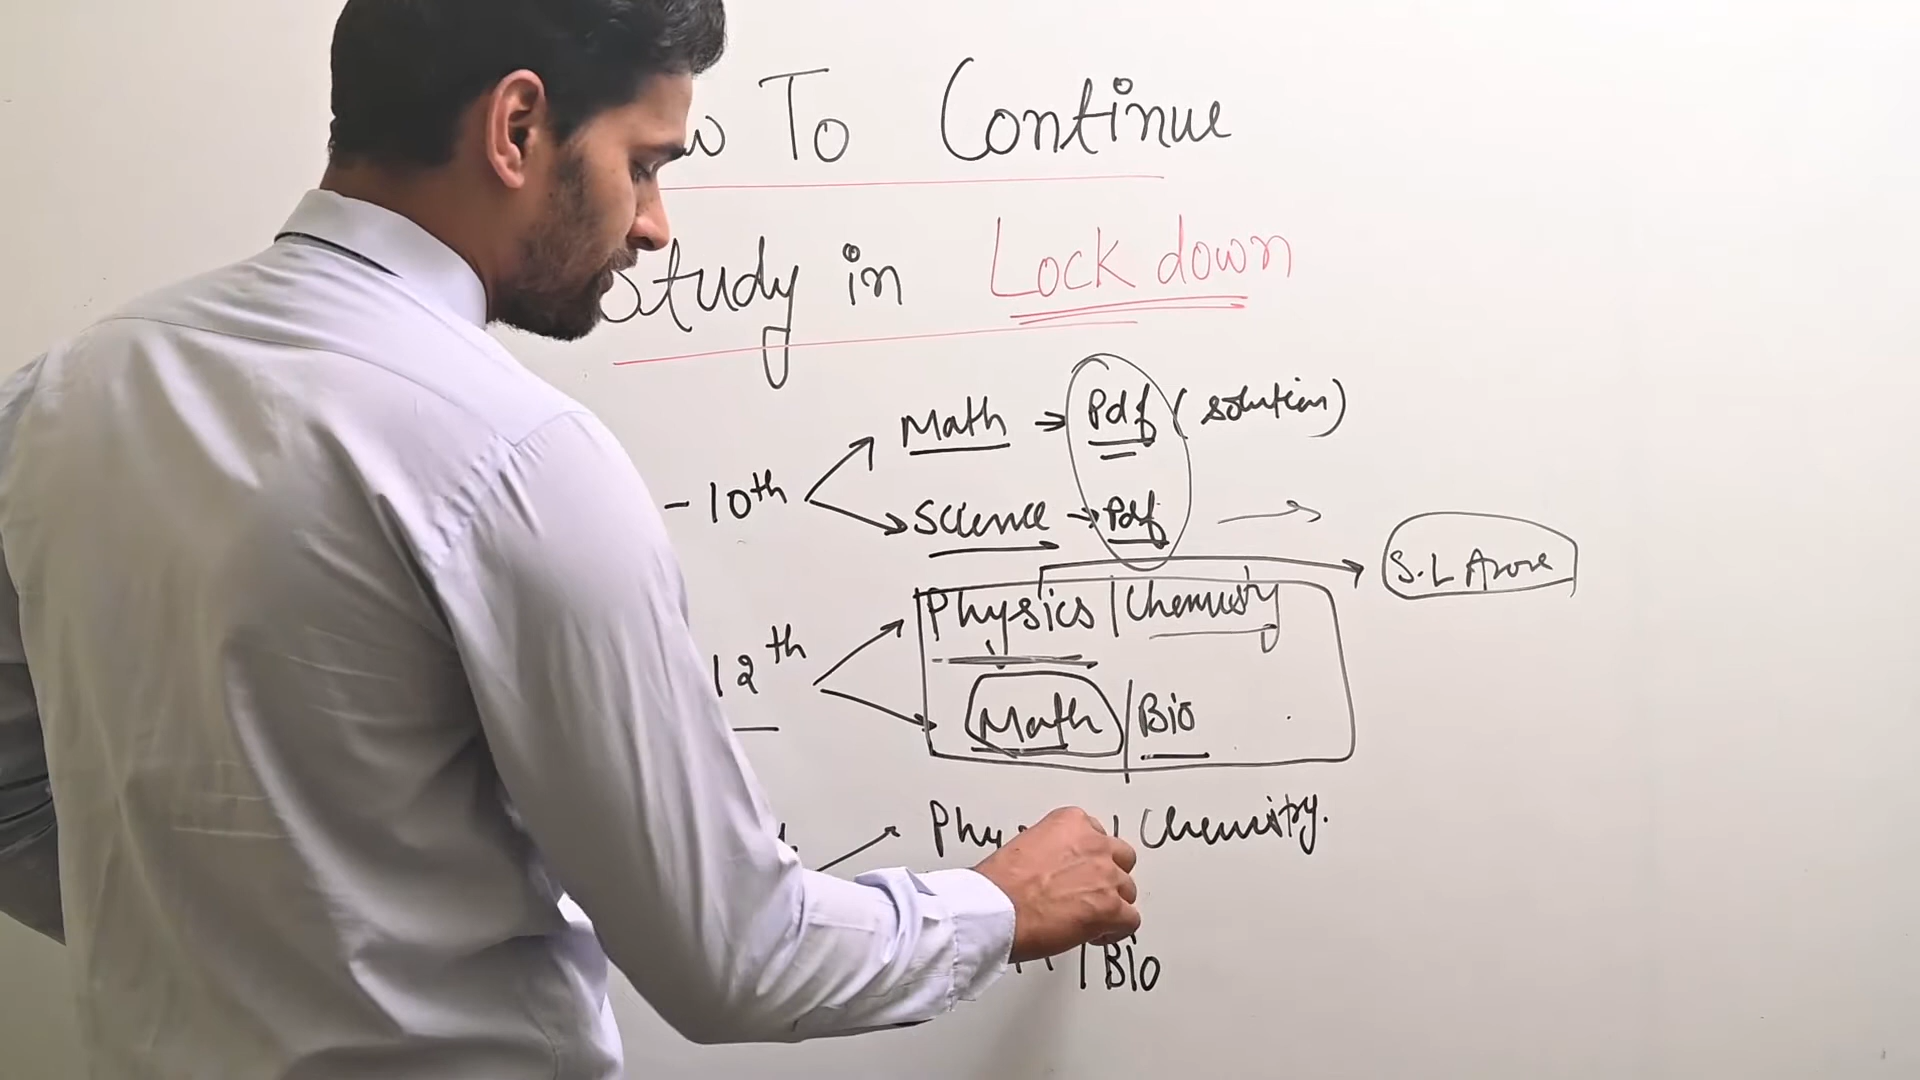 w To Continue
Study in Lock down
Math → Pdf (solution)
- 10th
Science → Pdf →
S.L Arora
Physics | Chemistry
12th
Math | Bio
Phy | Chemistry.
| Bio